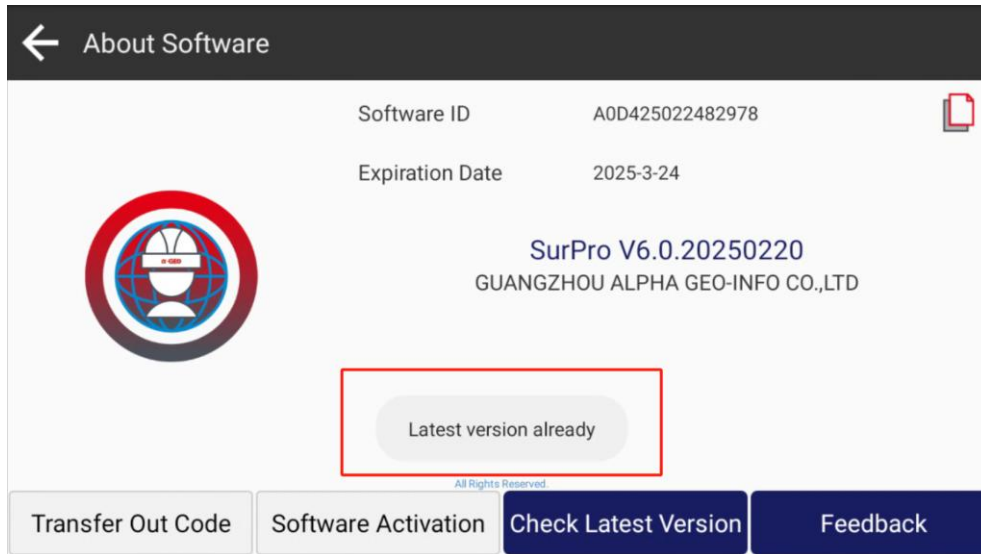 About Software
Software ID A0D425022482978
Expiration Date 2025-3-24
α·GEO
SurPro V6.0.20250220
GUANGZHOU ALPHA GEO-INFO CO.,LTD
Latest version already
All Rights Reserved.
Transfer Out Code Software Activation Check Latest Version Feedback